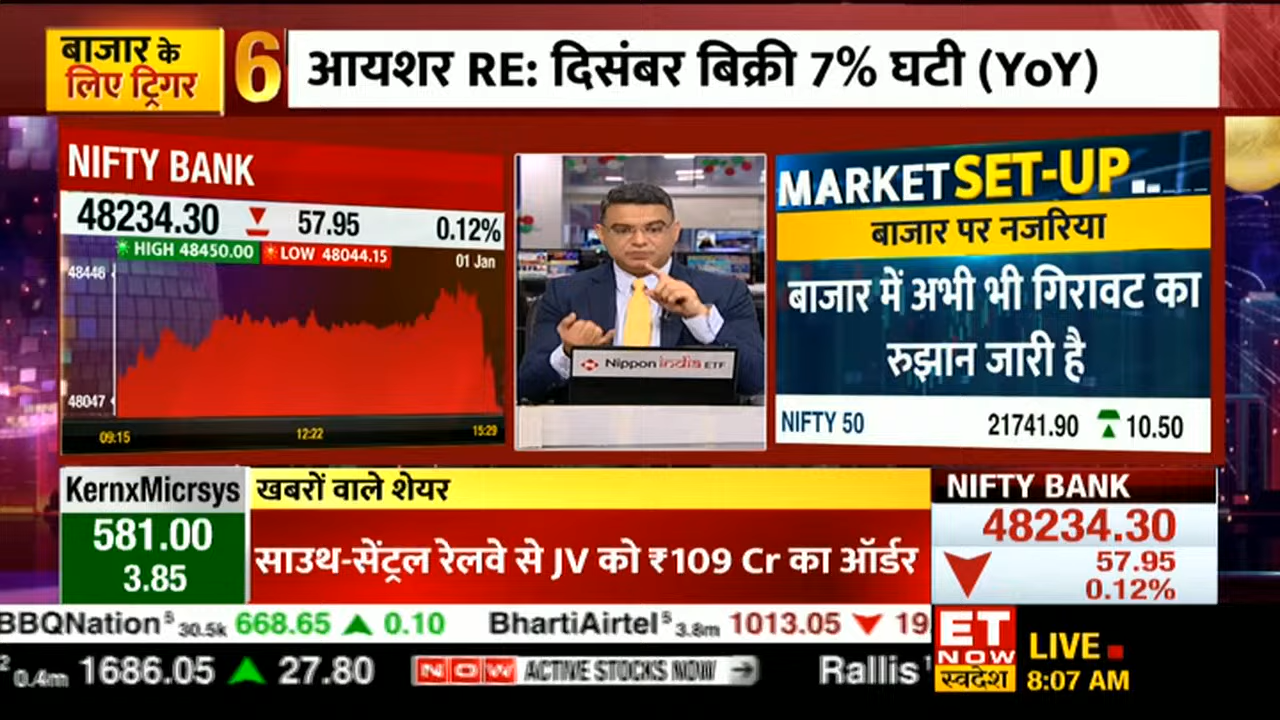 बाजार के
लिए ट्रिगर
6
आयशर RE: दिसंबर बिक्री 7% घटी (YoY)
NIFTY BANK
48234.30 57.95 0.12%
HIGH 48450.00 LOW 48044.15
01 Jan
48446
48047
09:15 12:22 15:29
Nippon india ETF
MARKET SET-UP
बाजार पर नजरिया
बाजार में अभी भी गिरावट का
रुझान जारी है
NIFTY 50 21741.90 10.50
KernxMicrsys
581.00
3.85
खबरों वाले शेयर
साउथ-सेंट्रल रेलवे से JV को ₹109 Cr का ऑर्डर
NIFTY BANK
48234.30
57.95
0.12%
BBQNation 5 30.5k 668.65 0.10 BhartiAirtel 5 3.8m 1013.05 19
2 0.4m 1686.05 27.80 NOW ACTIVE STOCKS NOW Rallis
ET
NOW
स्वदेश
LIVE
8:07 AM